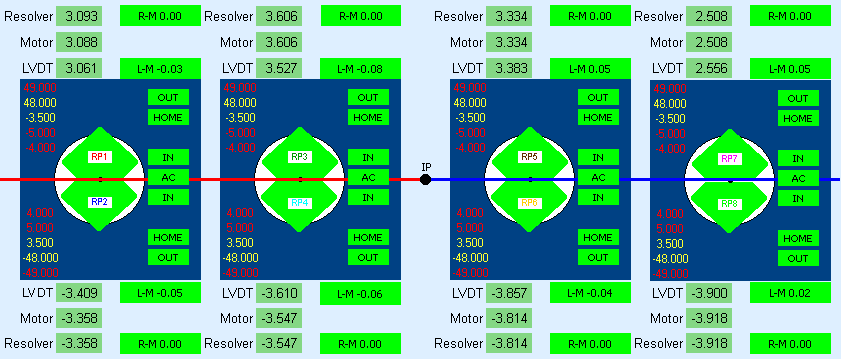 Resolver 3.093 R-M 0.00 Resolver 3.606 R-M 0.00 Resolver 3.334 R-M 0.00 Resolver 2.508 R-M 0.00
Motor 3.088 Motor 3.606 Motor 3.334 Motor 2.508
LVDT 3.061 L-M -0.03 LVDT 3.527 L-M -0.08 LVDT 3.383 L-M 0.05 LVDT 2.556 L-M 0.05
49.000 49.000 49.000 49.000
48.000 OUT 48.000 OUT 48.000 OUT 48.000 OUT
-3.500 HOME -3.500 HOME -3.500 HOME -3.500 HOME
-5.000 -5.000 -5.000 -5.000
-4.000 -4.000 -4.000 -4.000
RP1 IN RP3 IN RP5 IN RP7 IN
AC AC IP AC AC
RP2 IN RP4 IN RP6 IN RP8 IN
4.000 4.000 4.000 4.000
5.000 5.000 5.000 5.000
3.500 HOME 3.500 HOME 3.500 HOME 3.500 HOME
-48.000 OUT -48.000 OUT -48.000 OUT -48.000 OUT
-49.000 -49.000 -49.000 -49.000
LVDT -3.409 L-M -0.05 LVDT -3.610 L-M -0.06 LVDT -3.857 L-M -0.04 LVDT -3.900 L-M 0.02
Motor -3.358 Motor -3.547 Motor -3.814 Motor -3.918
Resolver -3.358 R-M 0.00 Resolver -3.547 R-M 0.00 Resolver -3.814 R-M 0.00 Resolver -3.918 R-M 0.00